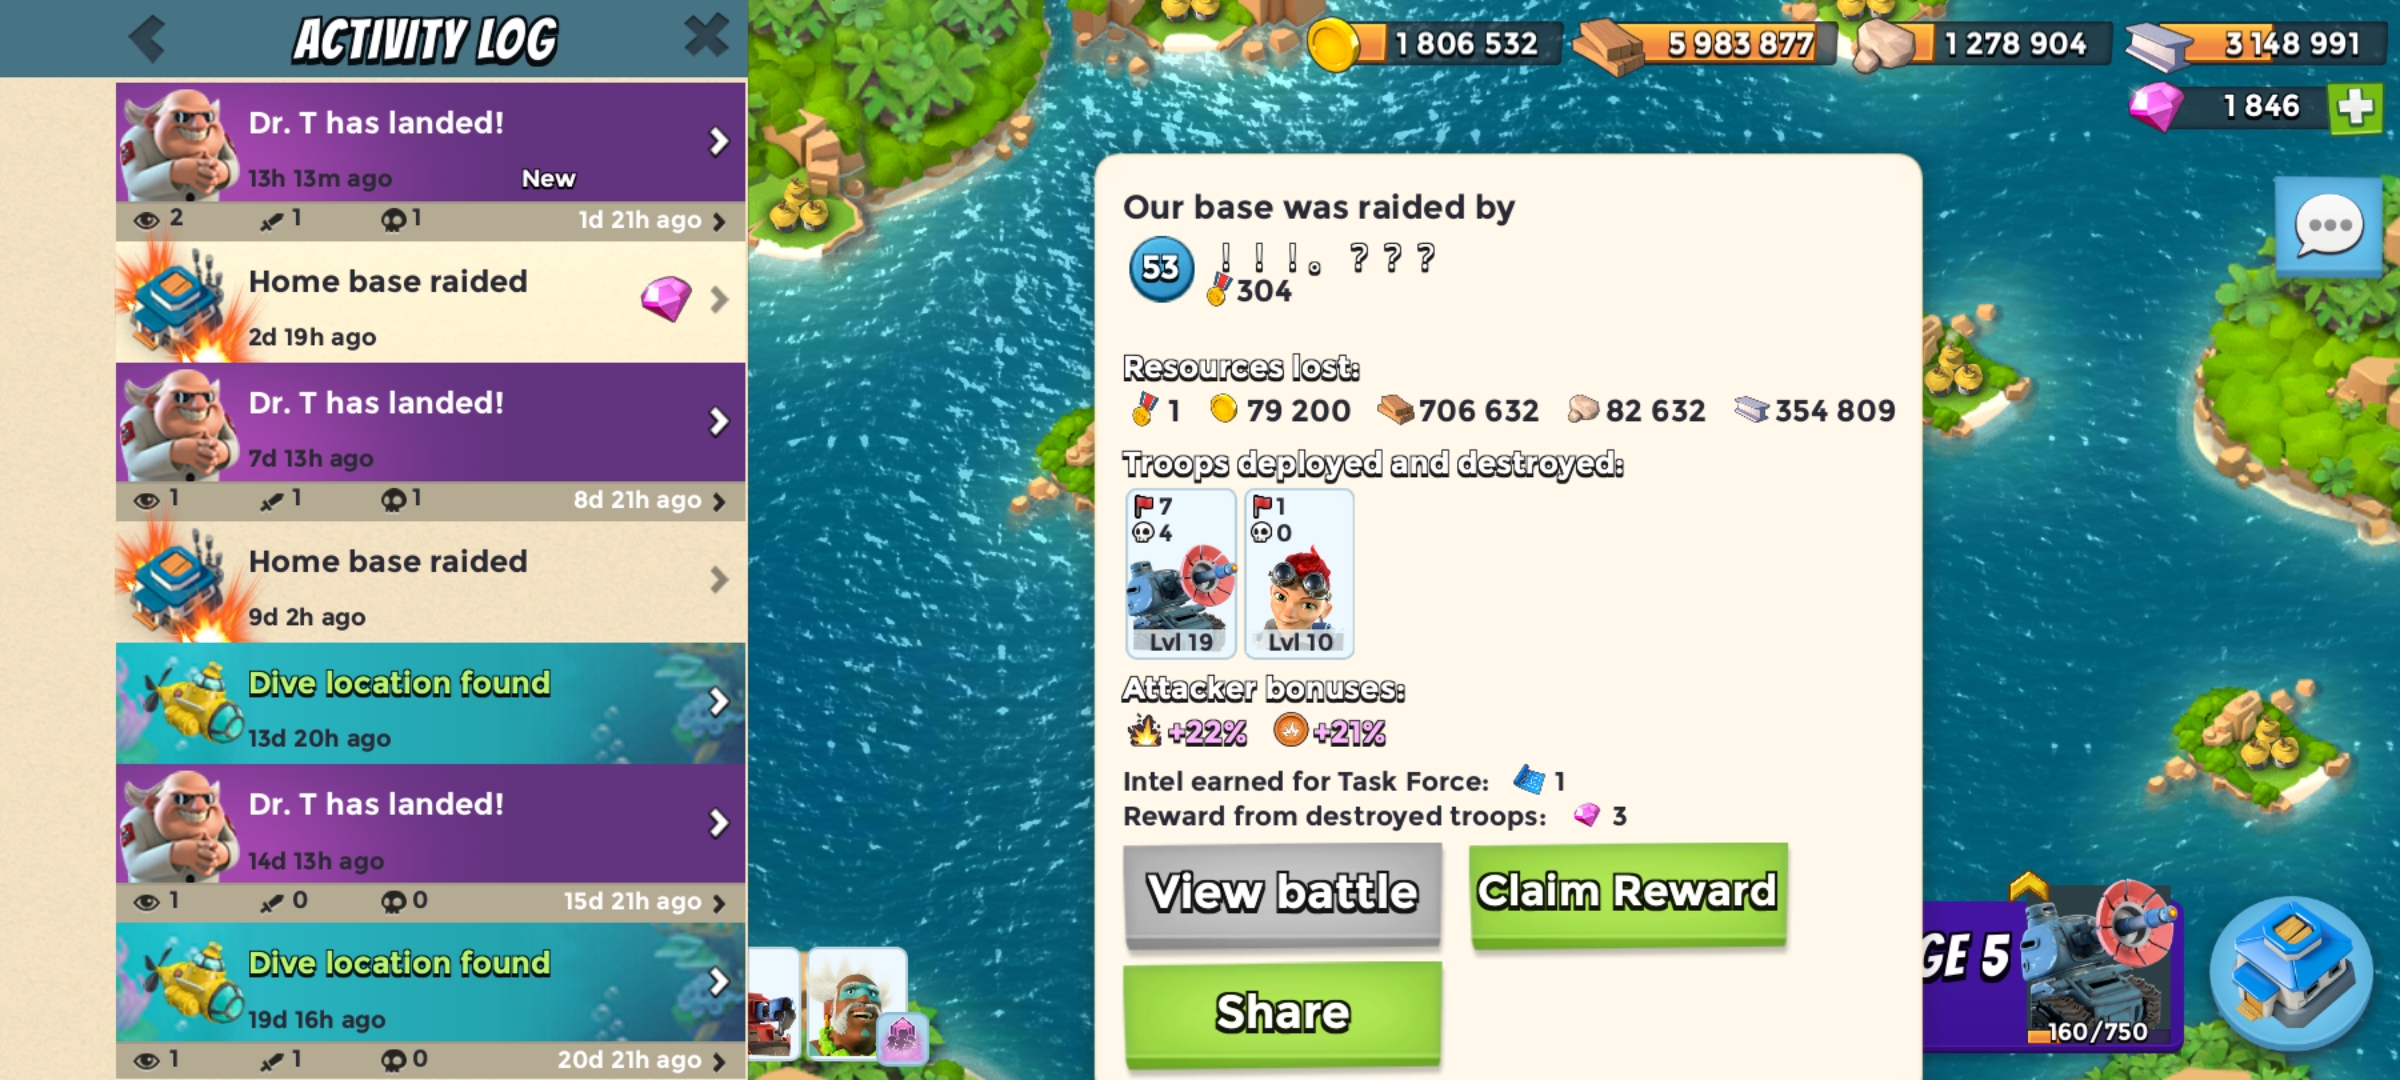 ACTIVITY LOG
Dr. T has landed!
13h 13m ago New
2 1 1 1d 21h ago
Home base raided
2d 19h ago
Dr. T has landed!
7d 13h ago
1 1 1 8d 21h ago
Home base raided
9d 2h ago
Dive location found
13d 20h ago
Dr. T has landed!
14d 13h ago
1 0 0 15d 21h ago
Dive location found
19d 16h ago
1 1 0 20d 21h ago
1 806 532 5 983 877 1 278 904 3 148 991
1 846
Our base was raided by
53 ! ! !。 ? ? ?
304
Resources lost:
1 79 200 706 632 82 632 354 809
Troops deployed and destroyed:
7 1
4 0
Lvl 19 Lvl 10
Attacker bonuses:
+22% +21%
Intel earned for Task Force: 1
Reward from destroyed troops: 3
View battle Claim Reward
Share
GE 5
160/750